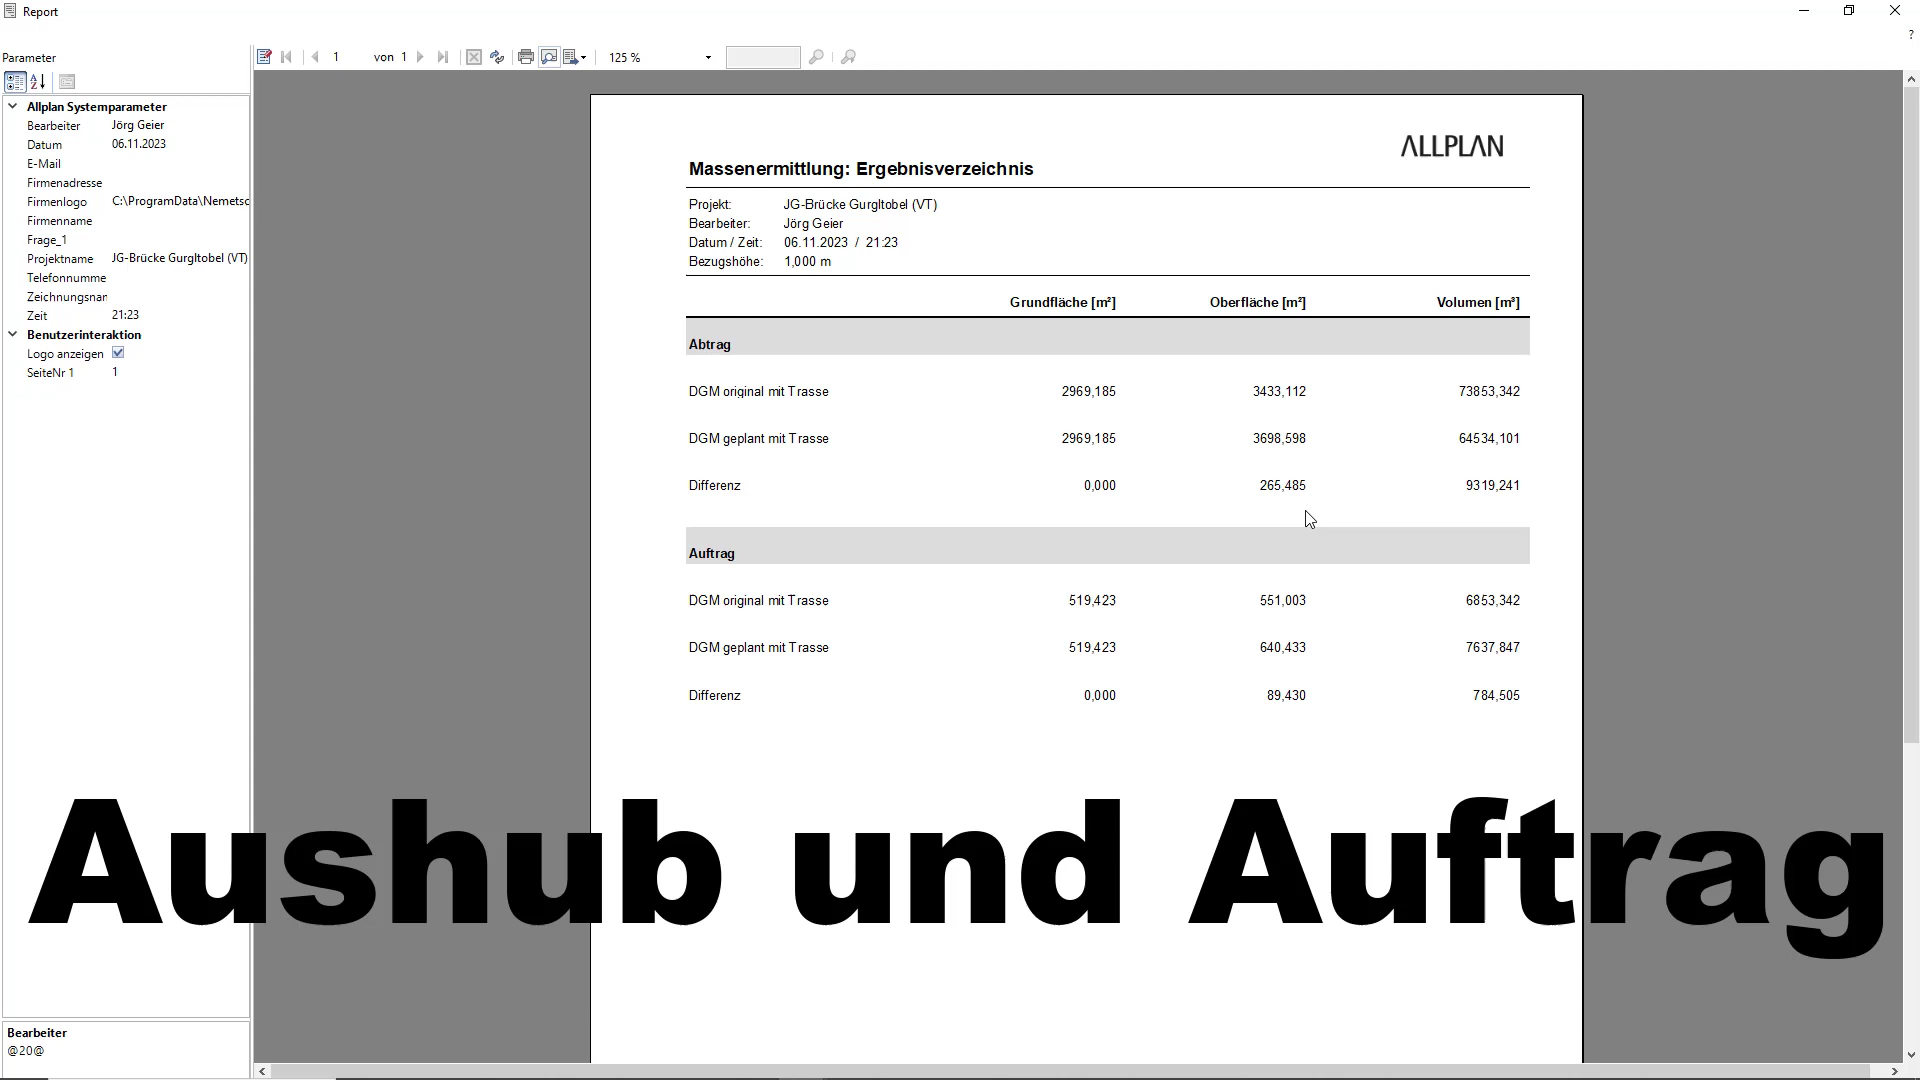 Report
?
Parameter
1 von 1 125 %
Allplan Systemparameter
Bearbeiter Jörg Geier
Datum 06.11.2023
E-Mail
Firmenadresse
Firmenlogo C:\ProgramData\Nemetsc
Firmenname
Frage_1
Projektname JG-Brücke Gurgltobel (VT)
Telefonnumme
Zeichnungsnar
Zeit 21:23
Benutzerinteraktion
Logo anzeigen
SeiteNr 1 1
Bearbeiter
@20@
ALLPLAN
Massenermittlung: Ergebnisverzeichnis
Projekt: JG-Brücke Gurgltobel (VT)
Bearbeiter: Jörg Geier
Datum / Zeit: 06.11.2023 / 21:23
Bezugshöhe: 1,000 m
Grundfläche [m²] Oberfläche [m²] Volumen [m³]
Abtrag
DGM original mit Trasse 2969,185 3433,112 73853,342
DGM geplant mit Trasse 2969,185 3698,598 64534,101
Differenz 0,000 265,485 9319,241
Auftrag
DGM original mit Trasse 519,423 551,003 6853,342
DGM geplant mit Trasse 519,423 640,433 7637,847
Differenz 0,000 89,430 784,505
Aushub und Auftrag